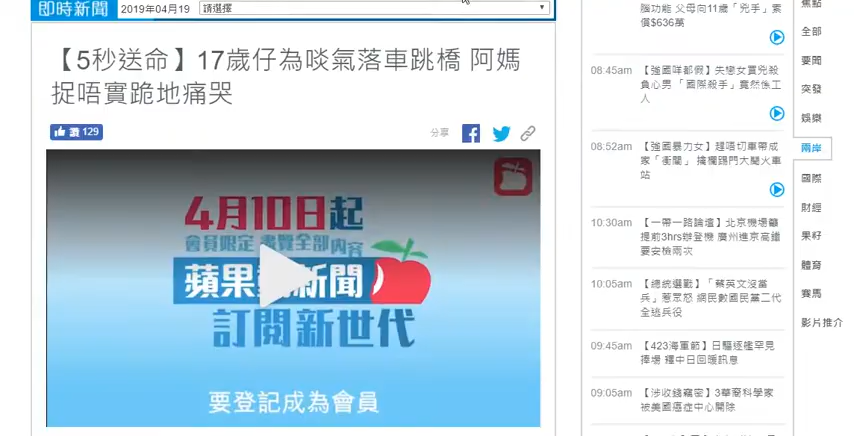 即時新聞
2019年04月19
請選擇
【5秒送命】17歲仔為啖氣落車跳橋 阿媽
捉唔實跪地痛哭
讚 129
分享
4月10日起
會員限定 盡覽全部內容
蘋果動新聞
訂閱新世代
要登記成為會員
腦功能 父母向11歲「兇手」索
償$636萬
08:45am
【強國咩都假】失戀女買兇殺
負心男 「國際殺手」竟然係工
人
08:52am
【強國暴力女】趕唔切車帶成
家「衝閘」 擒欄踢門大鬧火車
站
10:30am
【一帶一路論壇】北京機場籲
提前3hrs辦登機 廣州進京高鐵
要安檢兩次
10:05am
【總統選戰】「蔡英文沒當
兵」惹眾怒 網民數國民黨二代
全逃兵役
09:45am
【423海軍節】日驅逐艦罕見
捧場 釋中日回暖訊息
09:05am
【涉收錢竊密】3華裔科學家
被美國癌症中心開除
焦點
全部
要聞
突發
娛樂
兩岸
國際
財經
果籽
體育
賽馬
影片推介